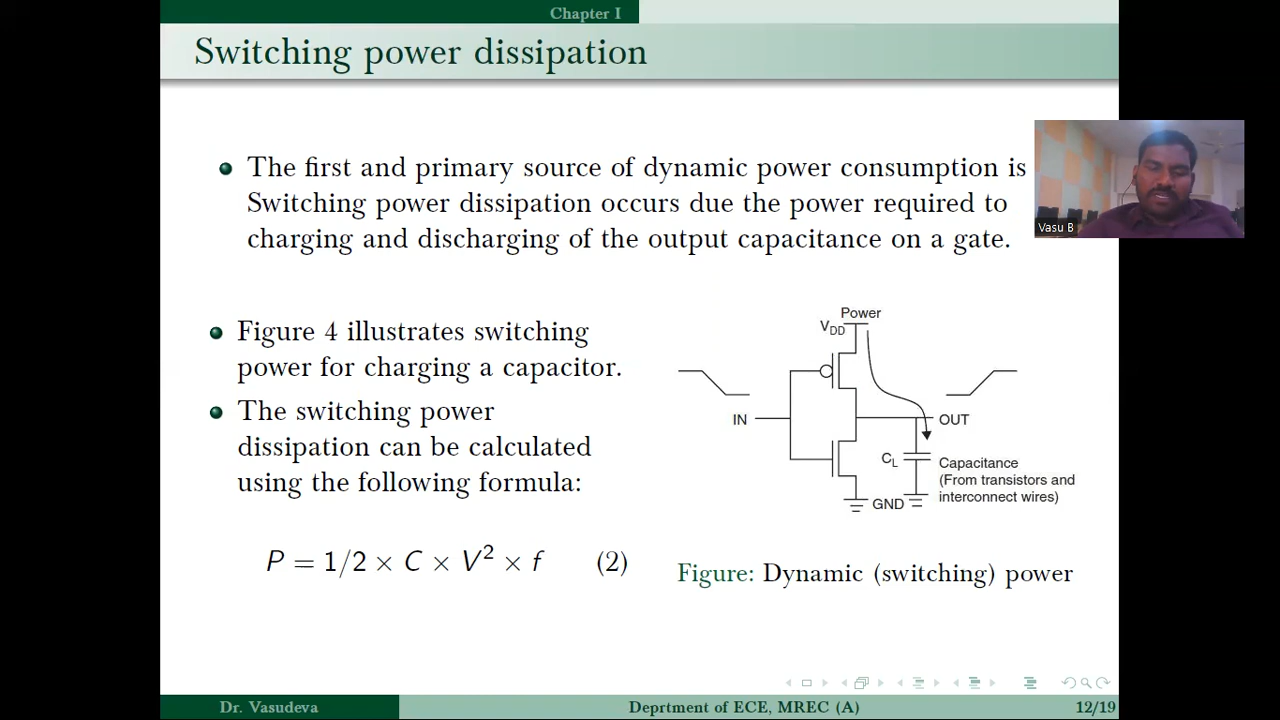 Chapter I
Switching power dissipation
The first and primary source of dynamic power consumption is
Switching power dissipation occurs due the power required to
charging and discharging of the output capacitance on a gate.
Vasu B
Figure 4 illustrates switching
power for charging a capacitor.
The switching power
dissipation can be calculated
using the following formula:
P = 1/2 × C × V² × f (2)
Power
VDD
IN
OUT
CL
Capacitance
(From transistors and
interconnect wires)
GND
Figure: Dynamic (switching) power
Dr. Vasudeva
Deprtment of ECE, MREC (A)
12/19